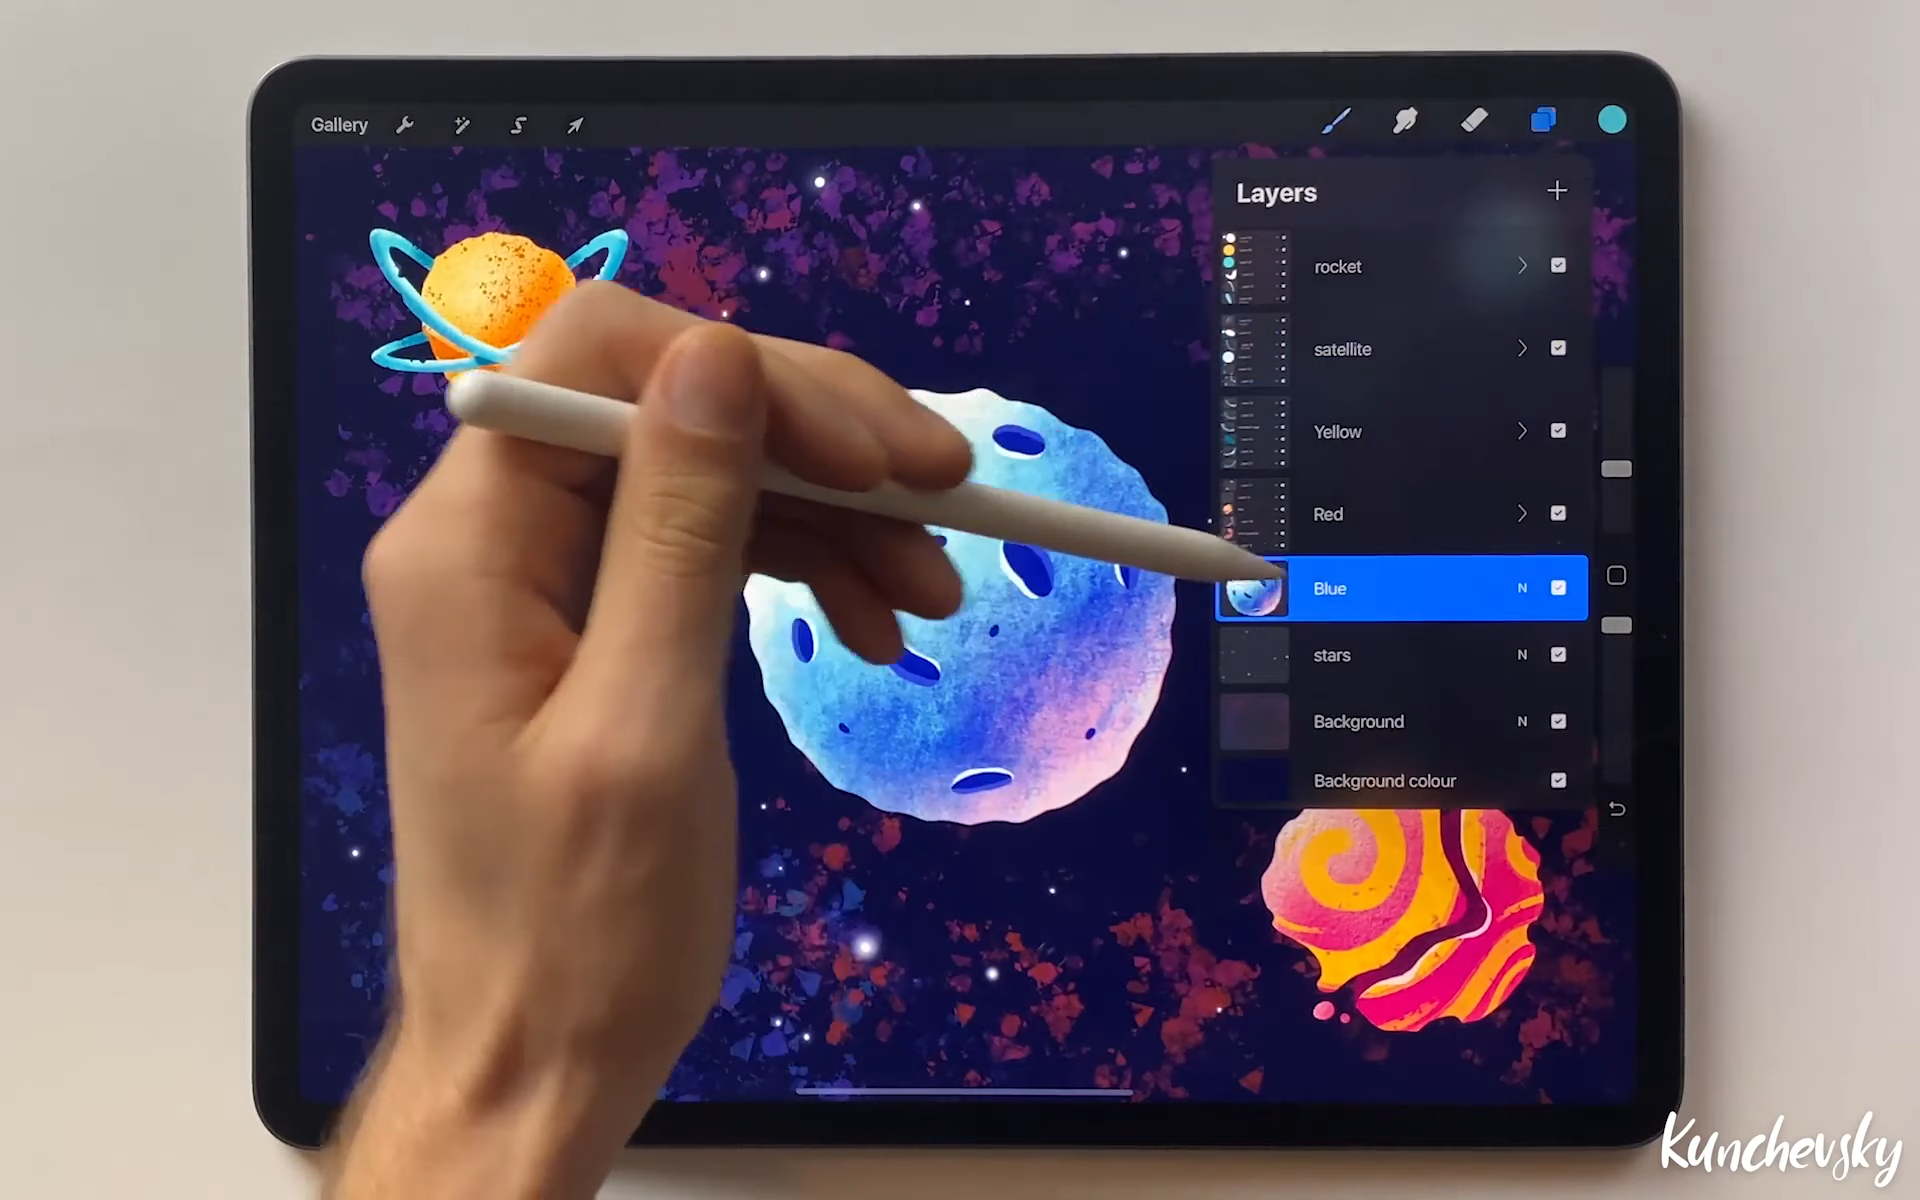 Gallery
Layers
rocket
satellite
Yellow
Red
Blue N
stars N
Background N
Background colour
Kunchevsky